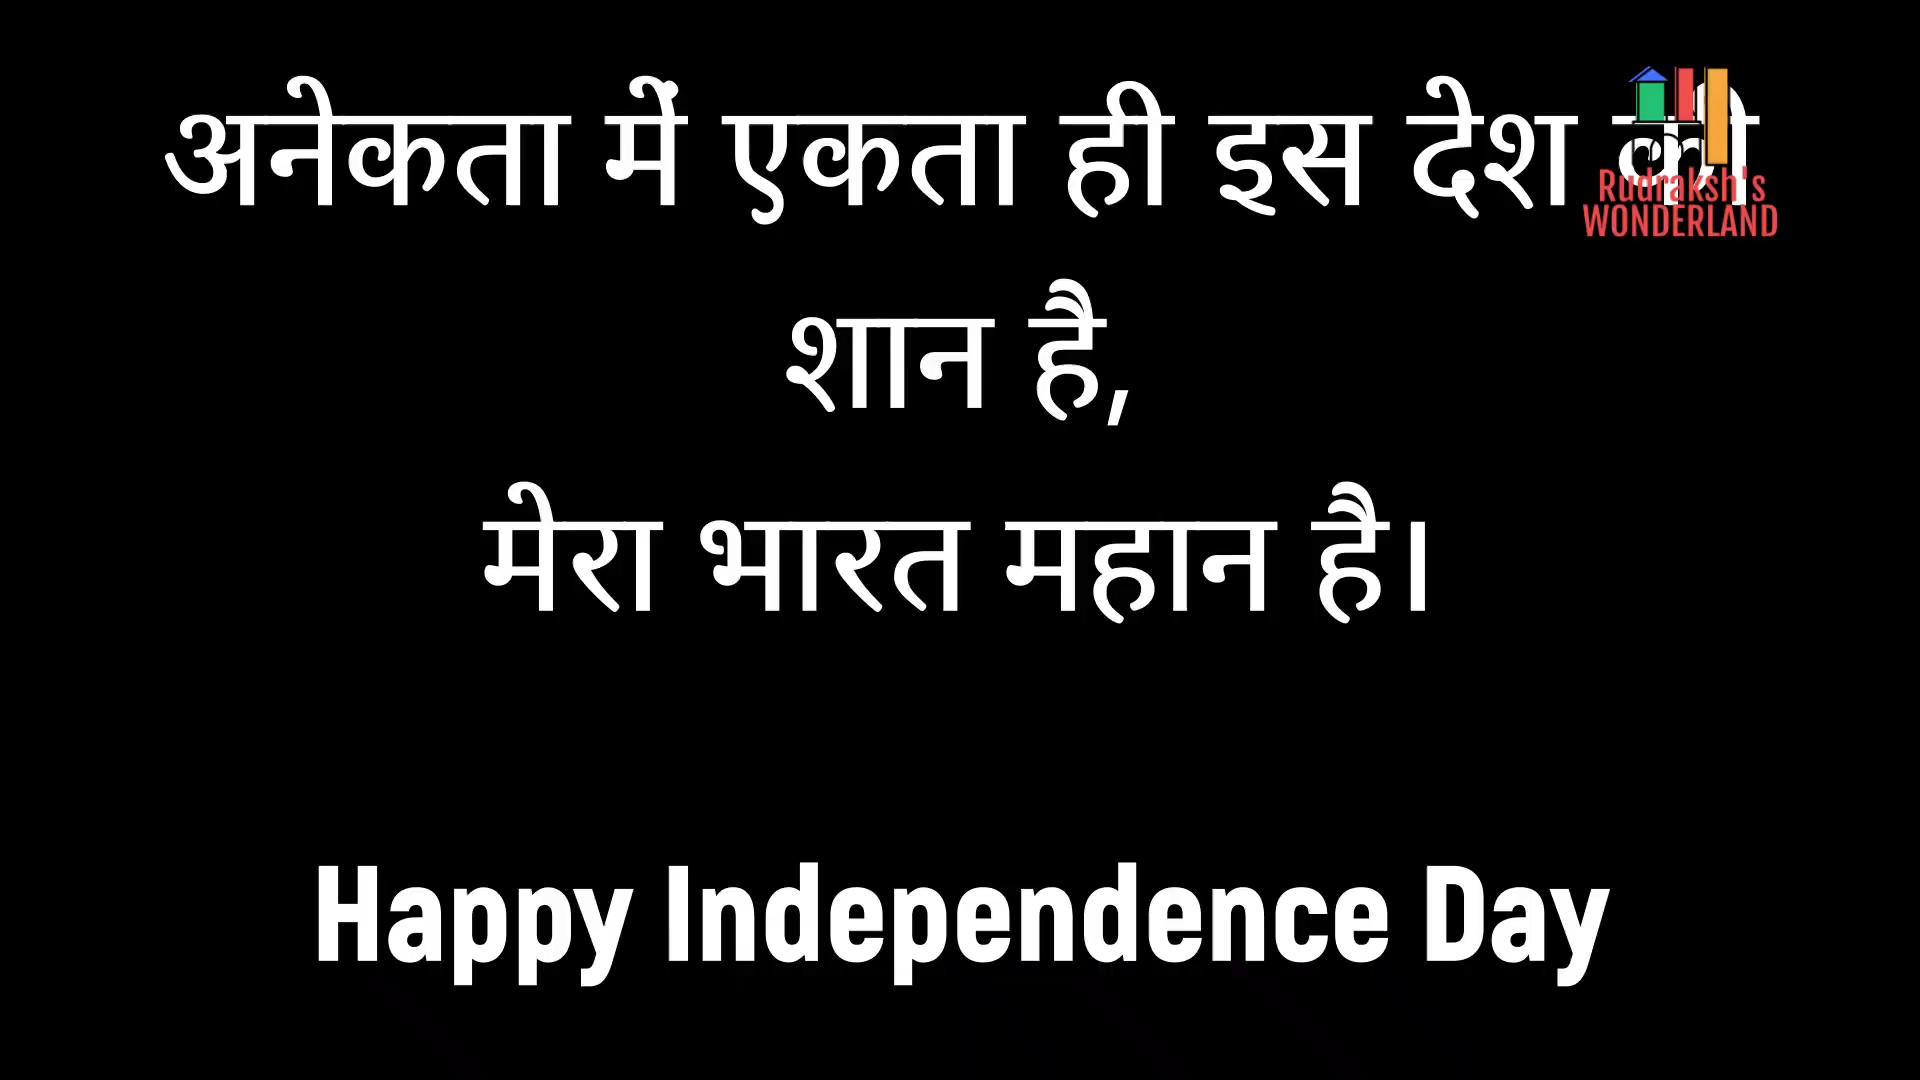 अनेकता में एकता ही इस देश की
Rudraksh's
WONDERLAND
शान है,
मेरा भारत महान है।
Happy Independence Day